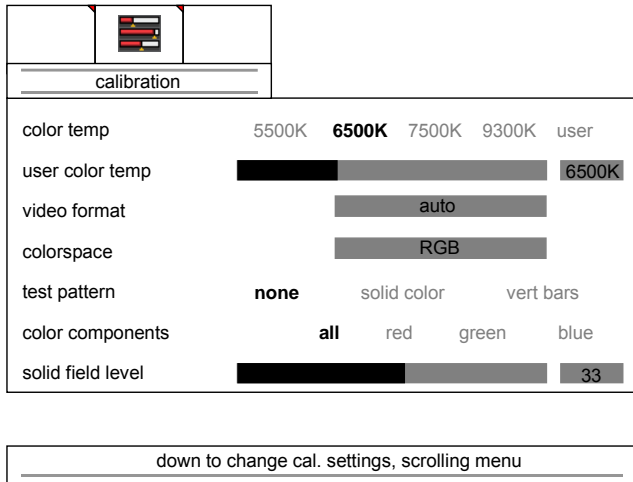 calibration
color temp 5500K 6500K 7500K 9300K user
user color temp 6500K
video format auto
colorspace RGB
test pattern none solid color vert bars
color components all red green blue
solid field level 33
down to change cal. settings, scrolling menu